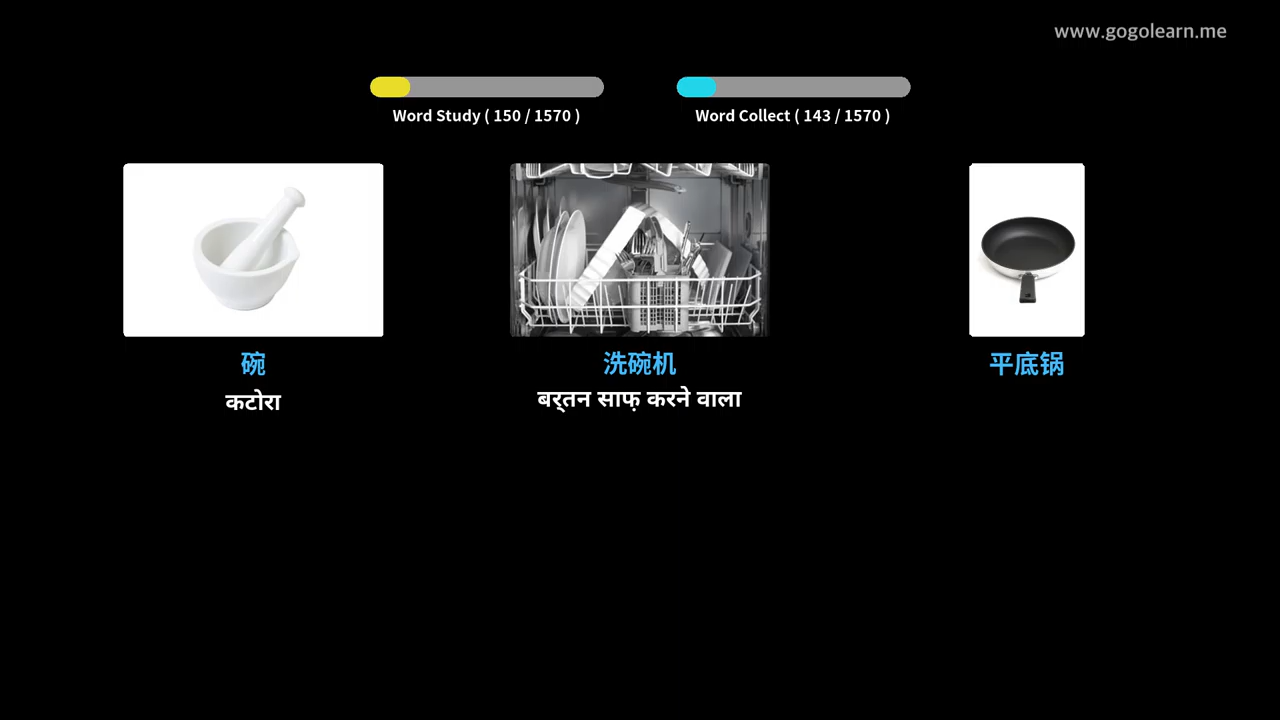 www.gogolearn.me
Word Study ( 150 / 1570 )
Word Collect ( 143 / 1570 )
碗
洗碗机
平底锅
कटोरा
बर्तन साफ़ करने वाला